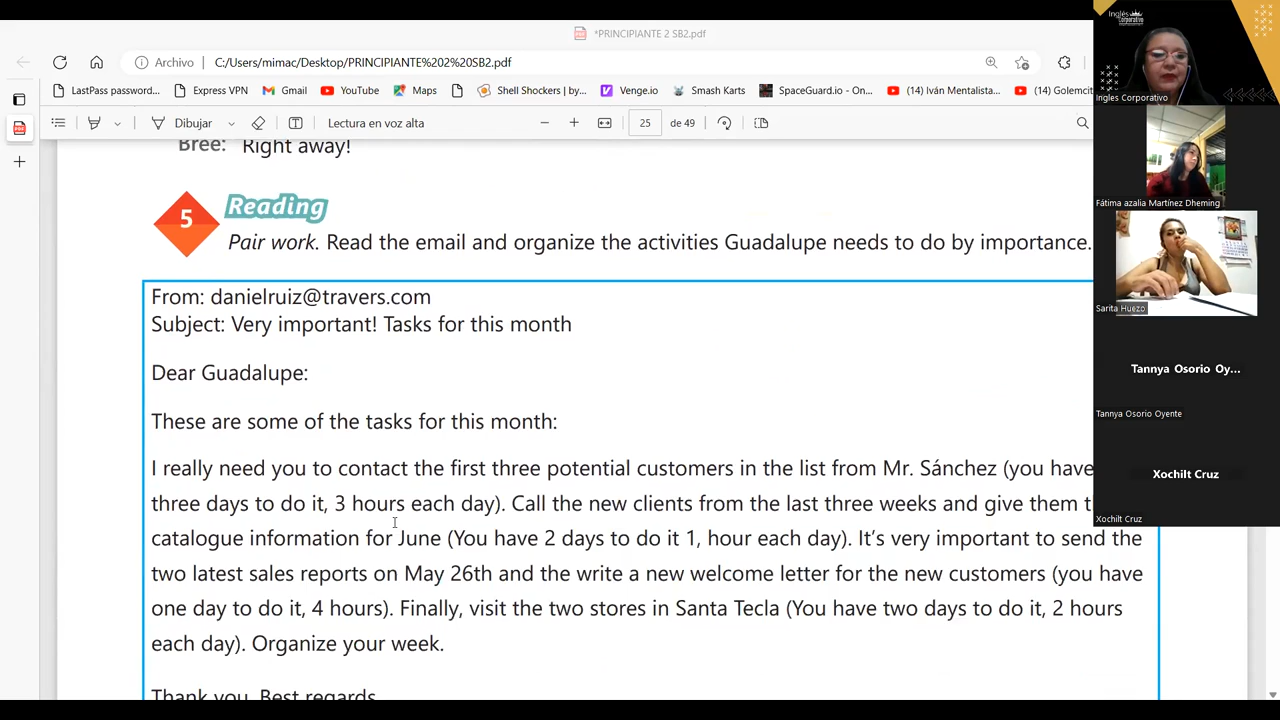 *PRINCIPIANTE 2 SB2.pdf
Archivo C:/Users/mimac/Desktop/PRINCIPIANTE%202%20SB2.pdf
LastPass password... Express VPN Gmail YouTube Maps Shell Shockers | by... Venge.io Smash Karts SpaceGuard.io - On... (14) Iván Mentalista... (14) Golemcit
Dibujar Lectura en voz alta 25 de 49
Bree: Right away!
5 Reading
Pair work. Read the email and organize the activities Guadalupe needs to do by importance.
From: danielruiz@travers.com
Subject: Very important! Tasks for this month
Dear Guadalupe:
These are some of the tasks for this month:
I really need you to contact the first three potential customers in the list from Mr. Sánchez (you have
three days to do it, 3 hours each day). Call the new clients from the last three weeks and give them
catalogue information for June (You have 2 days to do it 1, hour each day). It's very important to send the
two latest sales reports on May 26th and the write a new welcome letter for the new customers (you have
one day to do it, 4 hours). Finally, visit the two stores in Santa Tecla (You have two days to do it, 2 hours
each day). Organize your week.
Thank you. Best regards
Inglés
Corporativo
Ingles Corporativo
Fátima azalia Martínez Dheming
Sarita Huezo
Tannya Osorio Oy...
Tannya Osorio Oyente
Xochilt Cruz
Xochilt Cruz